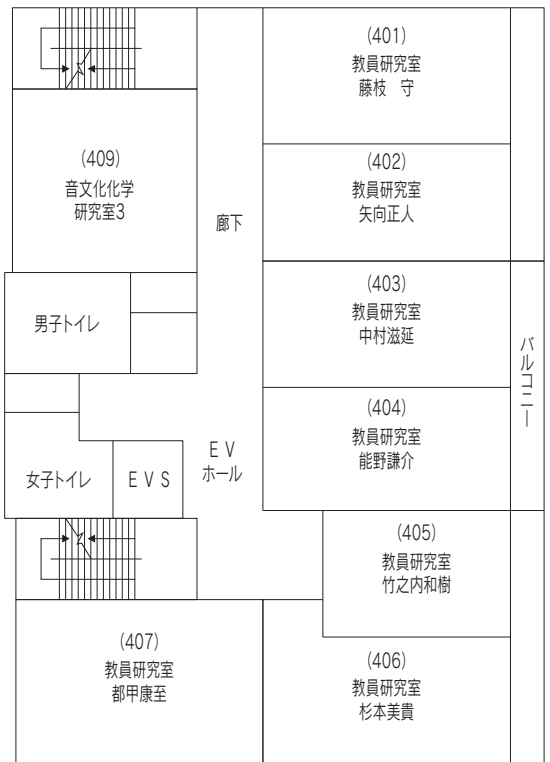 (401)
教員研究室
藤枝　守
(409)
音文化化学
研究室3
(402)
教員研究室
矢向正人
廊下
(403)
教員研究室
中村滋延
男子トイレ
バルコニー
(404)
教員研究室
能野謙介
ＥＶ
ホール
女子トイレ
ＥＶＳ
(405)
教員研究室
竹之内和樹
(407)
教員研究室
都甲康至
(406)
教員研究室
杉本美貴